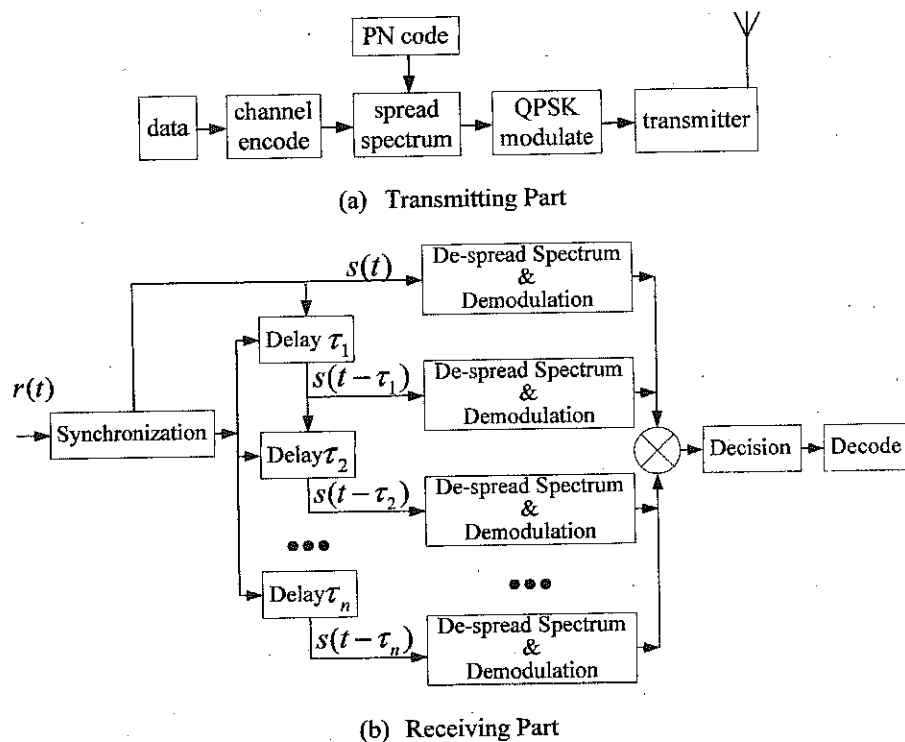 PN code
data
channel
encode
spread
spectrum
QPSK
modulate
transmitter
(a) Transmitting Part
s(t)
De-spread Spectrum
&
Demodulation
Delay τ₁
r(t)
s(t − τ₁)
De-spread Spectrum
&
Demodulation
Synchronization
Delay τ₂
Decision
Decode
s(t − τ₂)
De-spread Spectrum
&
Demodulation
Delay τₙ
s(t − τₙ)
De-spread Spectrum
&
Demodulation
(b) Receiving Part